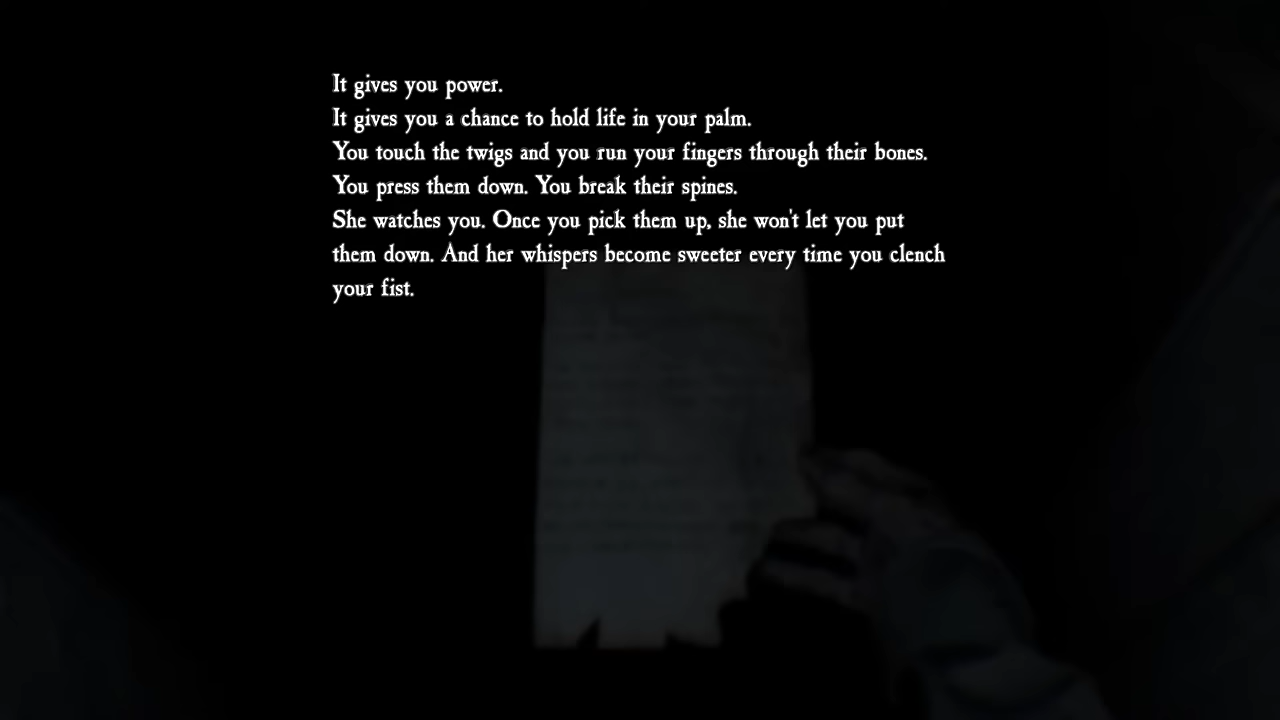 It gives you power.
It gives you a chance to hold life in your palm.
You touch the twigs and you run your fingers through their bones.
You press them down. You break their spines.
She watches you. Once you pick them up, she won't let you put
them down. And her whispers become sweeter every time you clench
your fist.